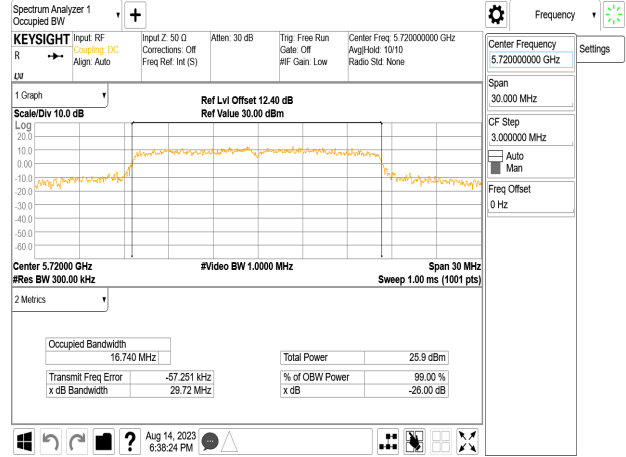 Spectrum Analyzer 1
Occupied BW
KEYSIGHT
R
Input: RF
Coupling: DC
Align: Auto
Input Z: 50 Ω
Corrections: Off
Freq Ref: Int (S)
Atten: 30 dB
Trig: Free Run
Gate: Off
#IF Gain: Low
Center Freq: 5.720000000 GHz
Avg|Hold: 10/10
Radio Std: None
1 Graph
Scale/Div 10.0 dB
Ref Lvl Offset 12.40 dB
Ref Value 30.00 dBm
Log
20.0
10.0
0.00
-10.0
-20.0
-30.0
-40.0
-50.0
-60.0
Center 5.72000 GHz
#Video BW 1.0000 MHz
Span 30 MHz
#Res BW 300.00 kHz
Sweep 1.00 ms (1001 pts)
2 Metrics
Occupied Bandwidth
16.740 MHz
Total Power 25.9 dBm
Transmit Freq Error -57.251 kHz
% of OBW Power 99.00 %
x dB Bandwidth 29.72 MHz
x dB -26.00 dB
Aug 14, 2023
6:38:24 PM
?
Frequency
Settings
Center Frequency
5.720000000 GHz
Span
30.000 MHz
CF Step
3.000000 MHz
Auto
Man
Freq Offset
0 Hz